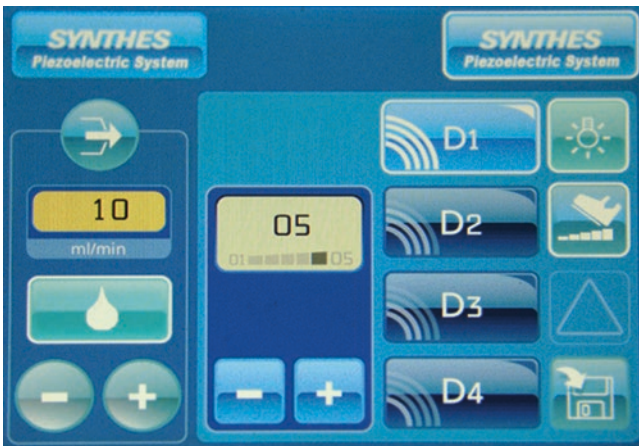 SYNTHES
Piezoelectric System
SYNTHES
Piezoelectric System
10
ml/min
-
+
05
01 05
-
+
D1
D2
D3
D4